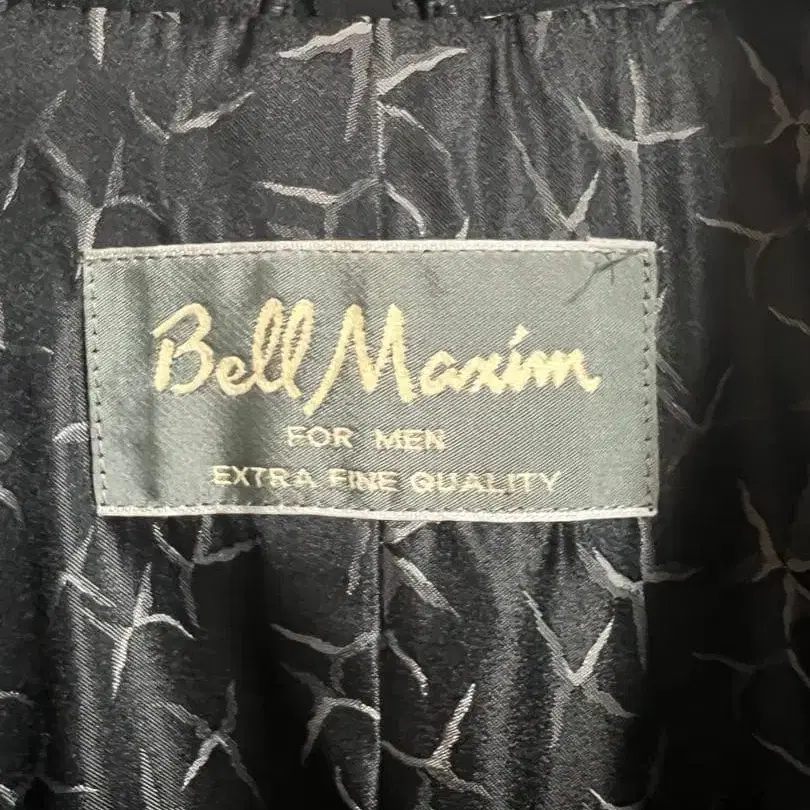 Bell Maxim
FOR MEN
EXTRA FINE QUALITY